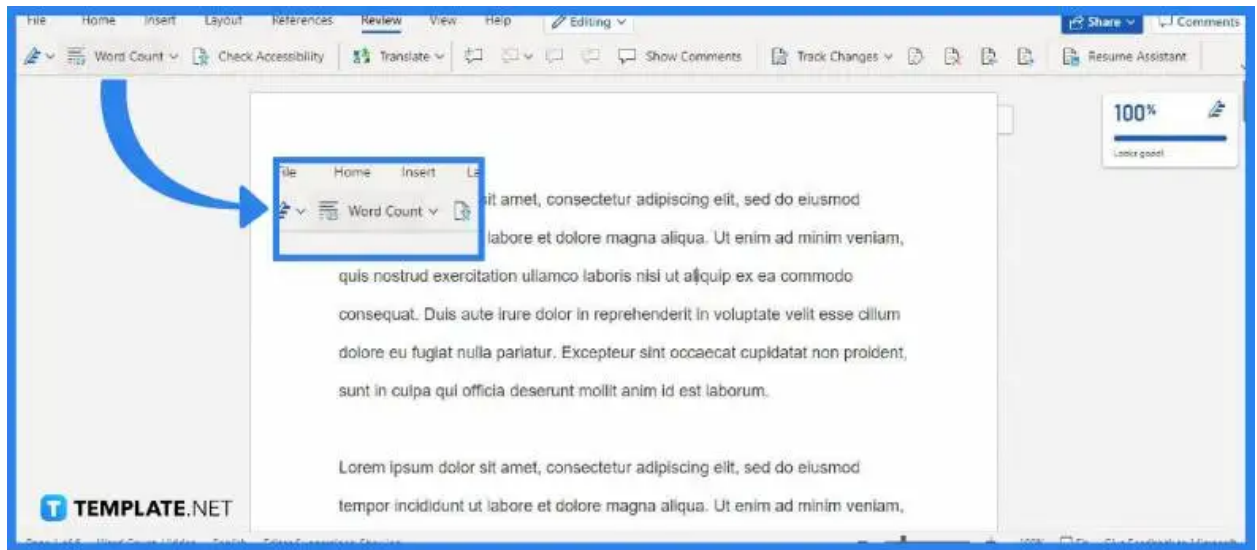 File Home Insert Layout References Review View Help Editing Share Comments
Word Count Check Accessibility Translate Show Comments Track Changes Resume Assistant
100%
Looks good!
File Home Insert La
Word Count
sit amet, consectetur adipiscing elit, sed do eiusmod
labore et dolore magna aliqua. Ut enim ad minim veniam,
quis nostrud exercitation ullamco laboris nisi ut aliquip ex ea commodo
consequat. Duis aute irure dolor in reprehenderit in voluptate velit esse cillum
dolore eu fugiat nulla pariatur. Excepteur sint occaecat cupidatat non proident,
sunt in culpa qui officia deserunt mollit anim id est laborum.
Lorem ipsum dolor sit amet, consectetur adipiscing elit, sed do eiusmod
tempor incididunt ut labore et dolore magna aliqua. Ut enim ad minim veniam,
T TEMPLATE.NET